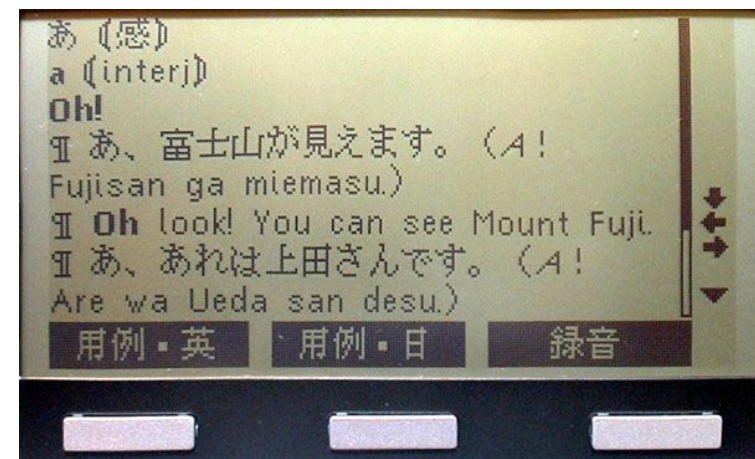 あ｟感｠
a ｟interj｠
Oh!
¶ あ、富士山が見えます。（A!
Fujisan ga miemasu.）
¶ Oh look! You can see Mount Fuji.
¶ あ、あれは上田さんです。（A!
Are wa Ueda san desu.）
用例・英 用例・日 録音